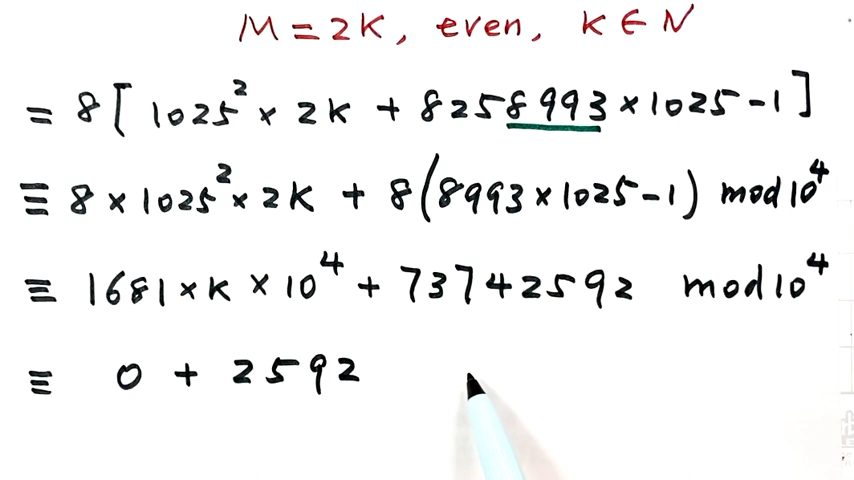 M = 2K, even, K ∈ N
= 8[1025² × 2K + 8258993 × 1025 - 1]
≡ 8 × 1025² × 2K + 8(8993 × 1025 - 1) mod 10⁴
≡ 1681 × K × 10⁴ + 73742592 mod 10⁴
≡ 0 + 2592